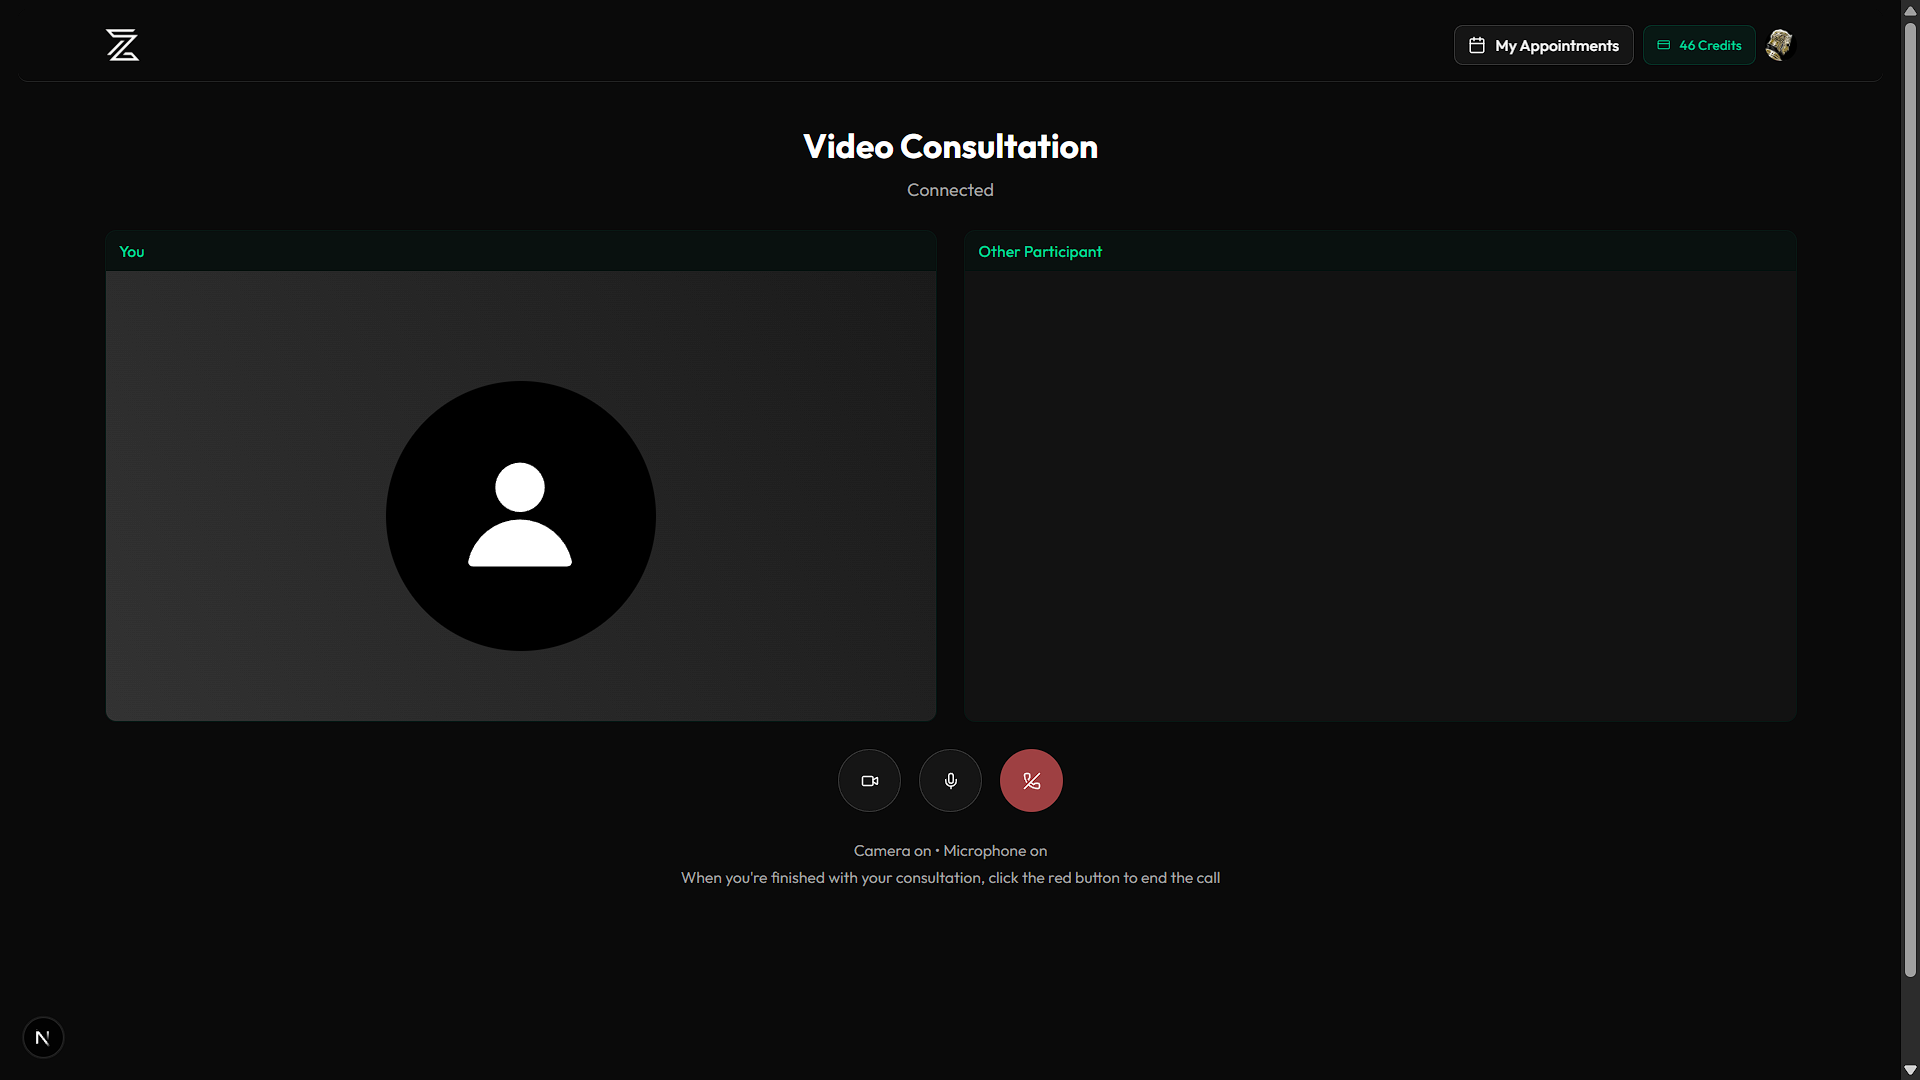 My Appointments
46 Credits
Video Consultation
Connected
You
Other Participant
Camera on • Microphone on
When you're finished with your consultation, click the red button to end the call
N